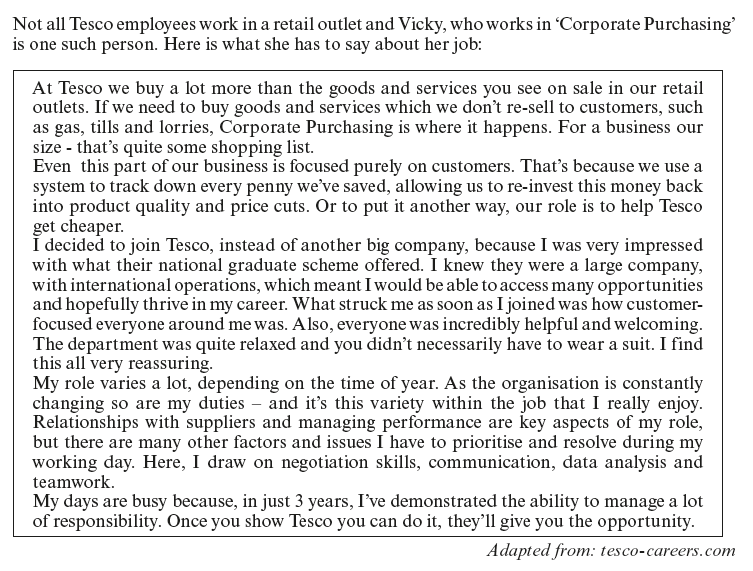 Not all Tesco employees work in a retail outlet and Vicky, who works in ‘Corporate Purchasing’
is one such person. Here is what she has to say about her job:
At Tesco we buy a lot more than the goods and services you see on sale in our retail
outlets. If we need to buy goods and services which we don’t re-sell to customers, such
as gas, tills and lorries, Corporate Purchasing is where it happens. For a business our
size - that’s quite some shopping list.
Even this part of our business is focused purely on customers. That’s because we use a
system to track down every penny we’ve saved, allowing us to re-invest this money back
into product quality and price cuts. Or to put it another way, our role is to help Tesco
get cheaper.
I decided to join Tesco, instead of another big company, because I was very impressed
with what their national graduate scheme offered. I knew they were a large company,
with international operations, which meant I would be able to access many opportunities
and hopefully thrive in my career. What struck me as soon as I joined was how customer-
focused everyone around me was. Also, everyone was incredibly helpful and welcoming.
The department was quite relaxed and you didn’t necessarily have to wear a suit. I find
this all very reassuring.
My role varies a lot, depending on the time of year. As the organisation is constantly
changing so are my duties – and it’s this variety within the job that I really enjoy.
Relationships with suppliers and managing performance are key aspects of my role,
but there are many other factors and issues I have to prioritise and resolve during my
working day. Here, I draw on negotiation skills, communication, data analysis and
teamwork.
My days are busy because, in just 3 years, I’ve demonstrated the ability to manage a lot
of responsibility. Once you show Tesco you can do it, they’ll give you the opportunity.
Adapted from: tesco-careers.com